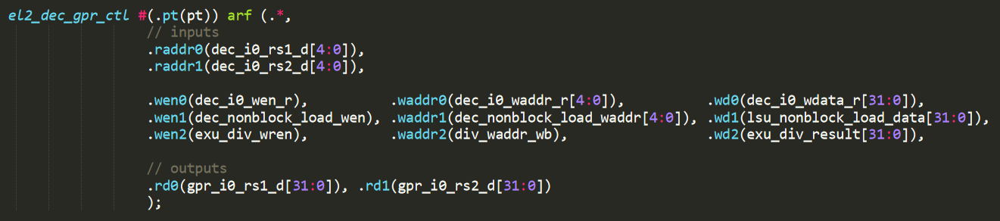 el2_dec_gpr_ctl #(.pt(pt)) arf (.*,
// inputs
.raddr0(dec_i0_rs1_d[4:0]),
.raddr1(dec_i0_rs2_d[4:0]),
.wen0(dec_i0_wen_r), .waddr0(dec_i0_waddr_r[4:0]), .wd0(dec_i0_wdata_r[31:0]),
.wen1(dec_nonblock_load_wen), .waddr1(dec_nonblock_load_waddr[4:0]), .wd1(lsu_nonblock_load_data[31:0]),
.wen2(exu_div_wren), .waddr2(div_waddr_wb), .wd2(exu_div_result[31:0]),
// outputs
.rd0(gpr_i0_rs1_d[31:0]), .rd1(gpr_i0_rs2_d[31:0])
);